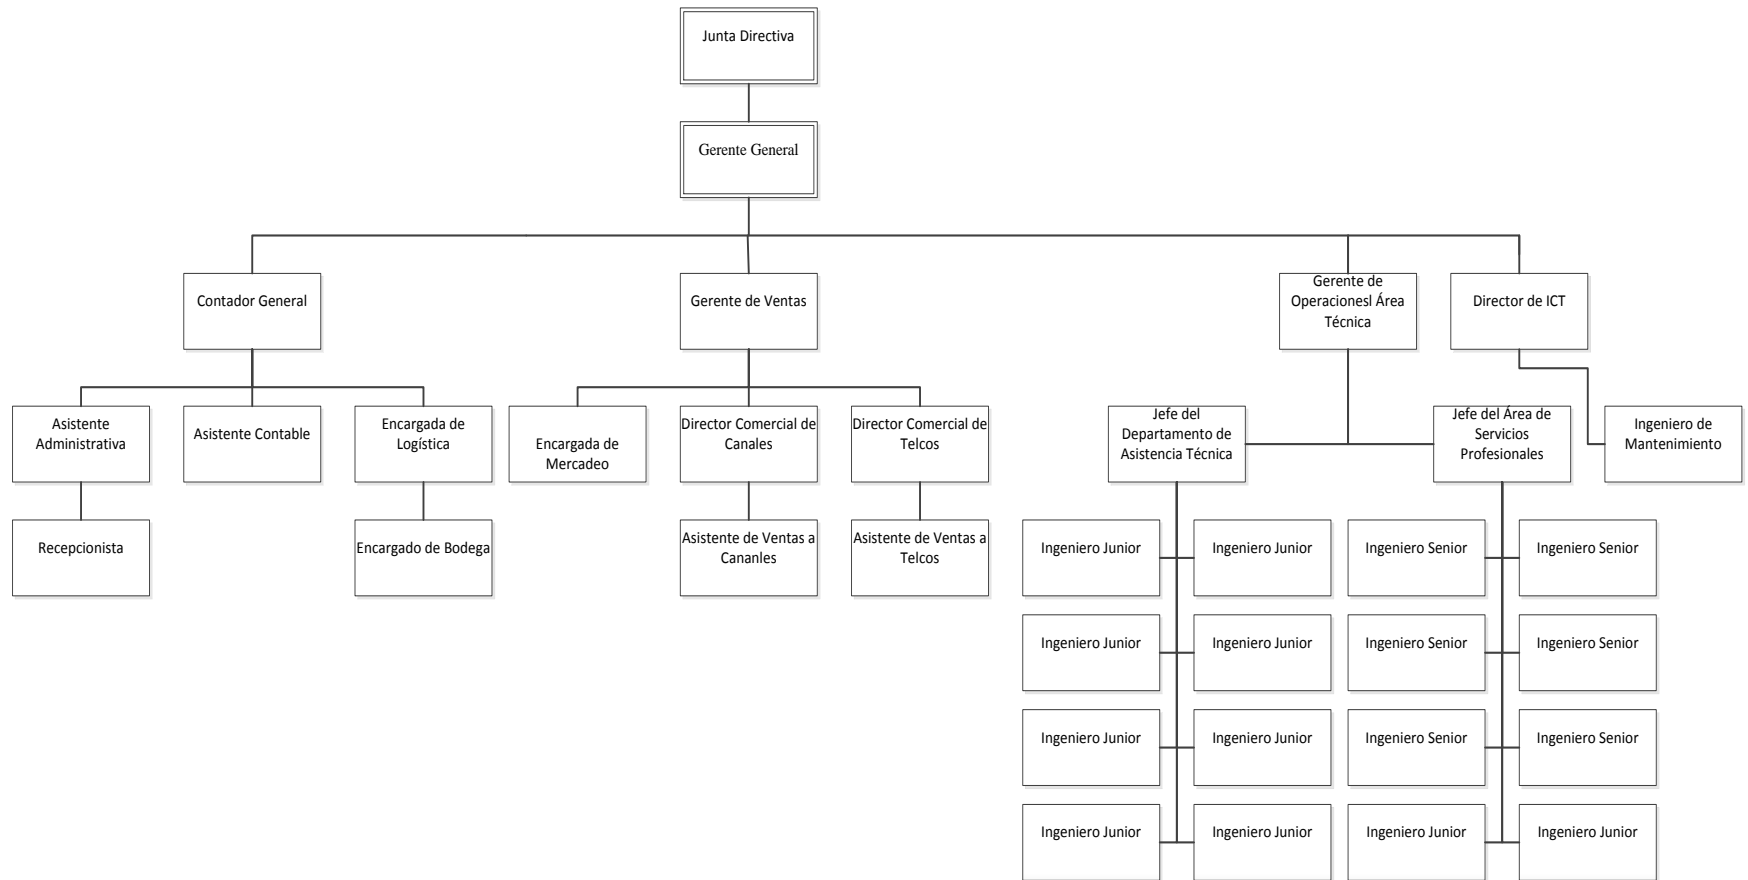 Junta Directiva
Gerente General
Contador General
Gerente de Ventas
Gerente de
Operacionesl Área
Técnica
Director de ICT
Asistente
Administrativa
Asistente Contable
Encargada de
Logística
Encargada de
Mercadeo
Director Comercial de
Canales
Director Comercial de
Telcos
Jefe del
Departamento de
Asistencia Técnica
Jefe del Área de
Servicios
Profesionales
Ingeniero de
Mantenimiento
Recepcionista
Encargado de Bodega
Asistente de Ventas a
Cananles
Asistente de Ventas a
Telcos
Ingeniero Junior
Ingeniero Junior
Ingeniero Senior
Ingeniero Senior
Ingeniero Junior
Ingeniero Junior
Ingeniero Senior
Ingeniero Senior
Ingeniero Junior
Ingeniero Junior
Ingeniero Senior
Ingeniero Senior
Ingeniero Junior
Ingeniero Junior
Ingeniero Junior
Ingeniero Junior